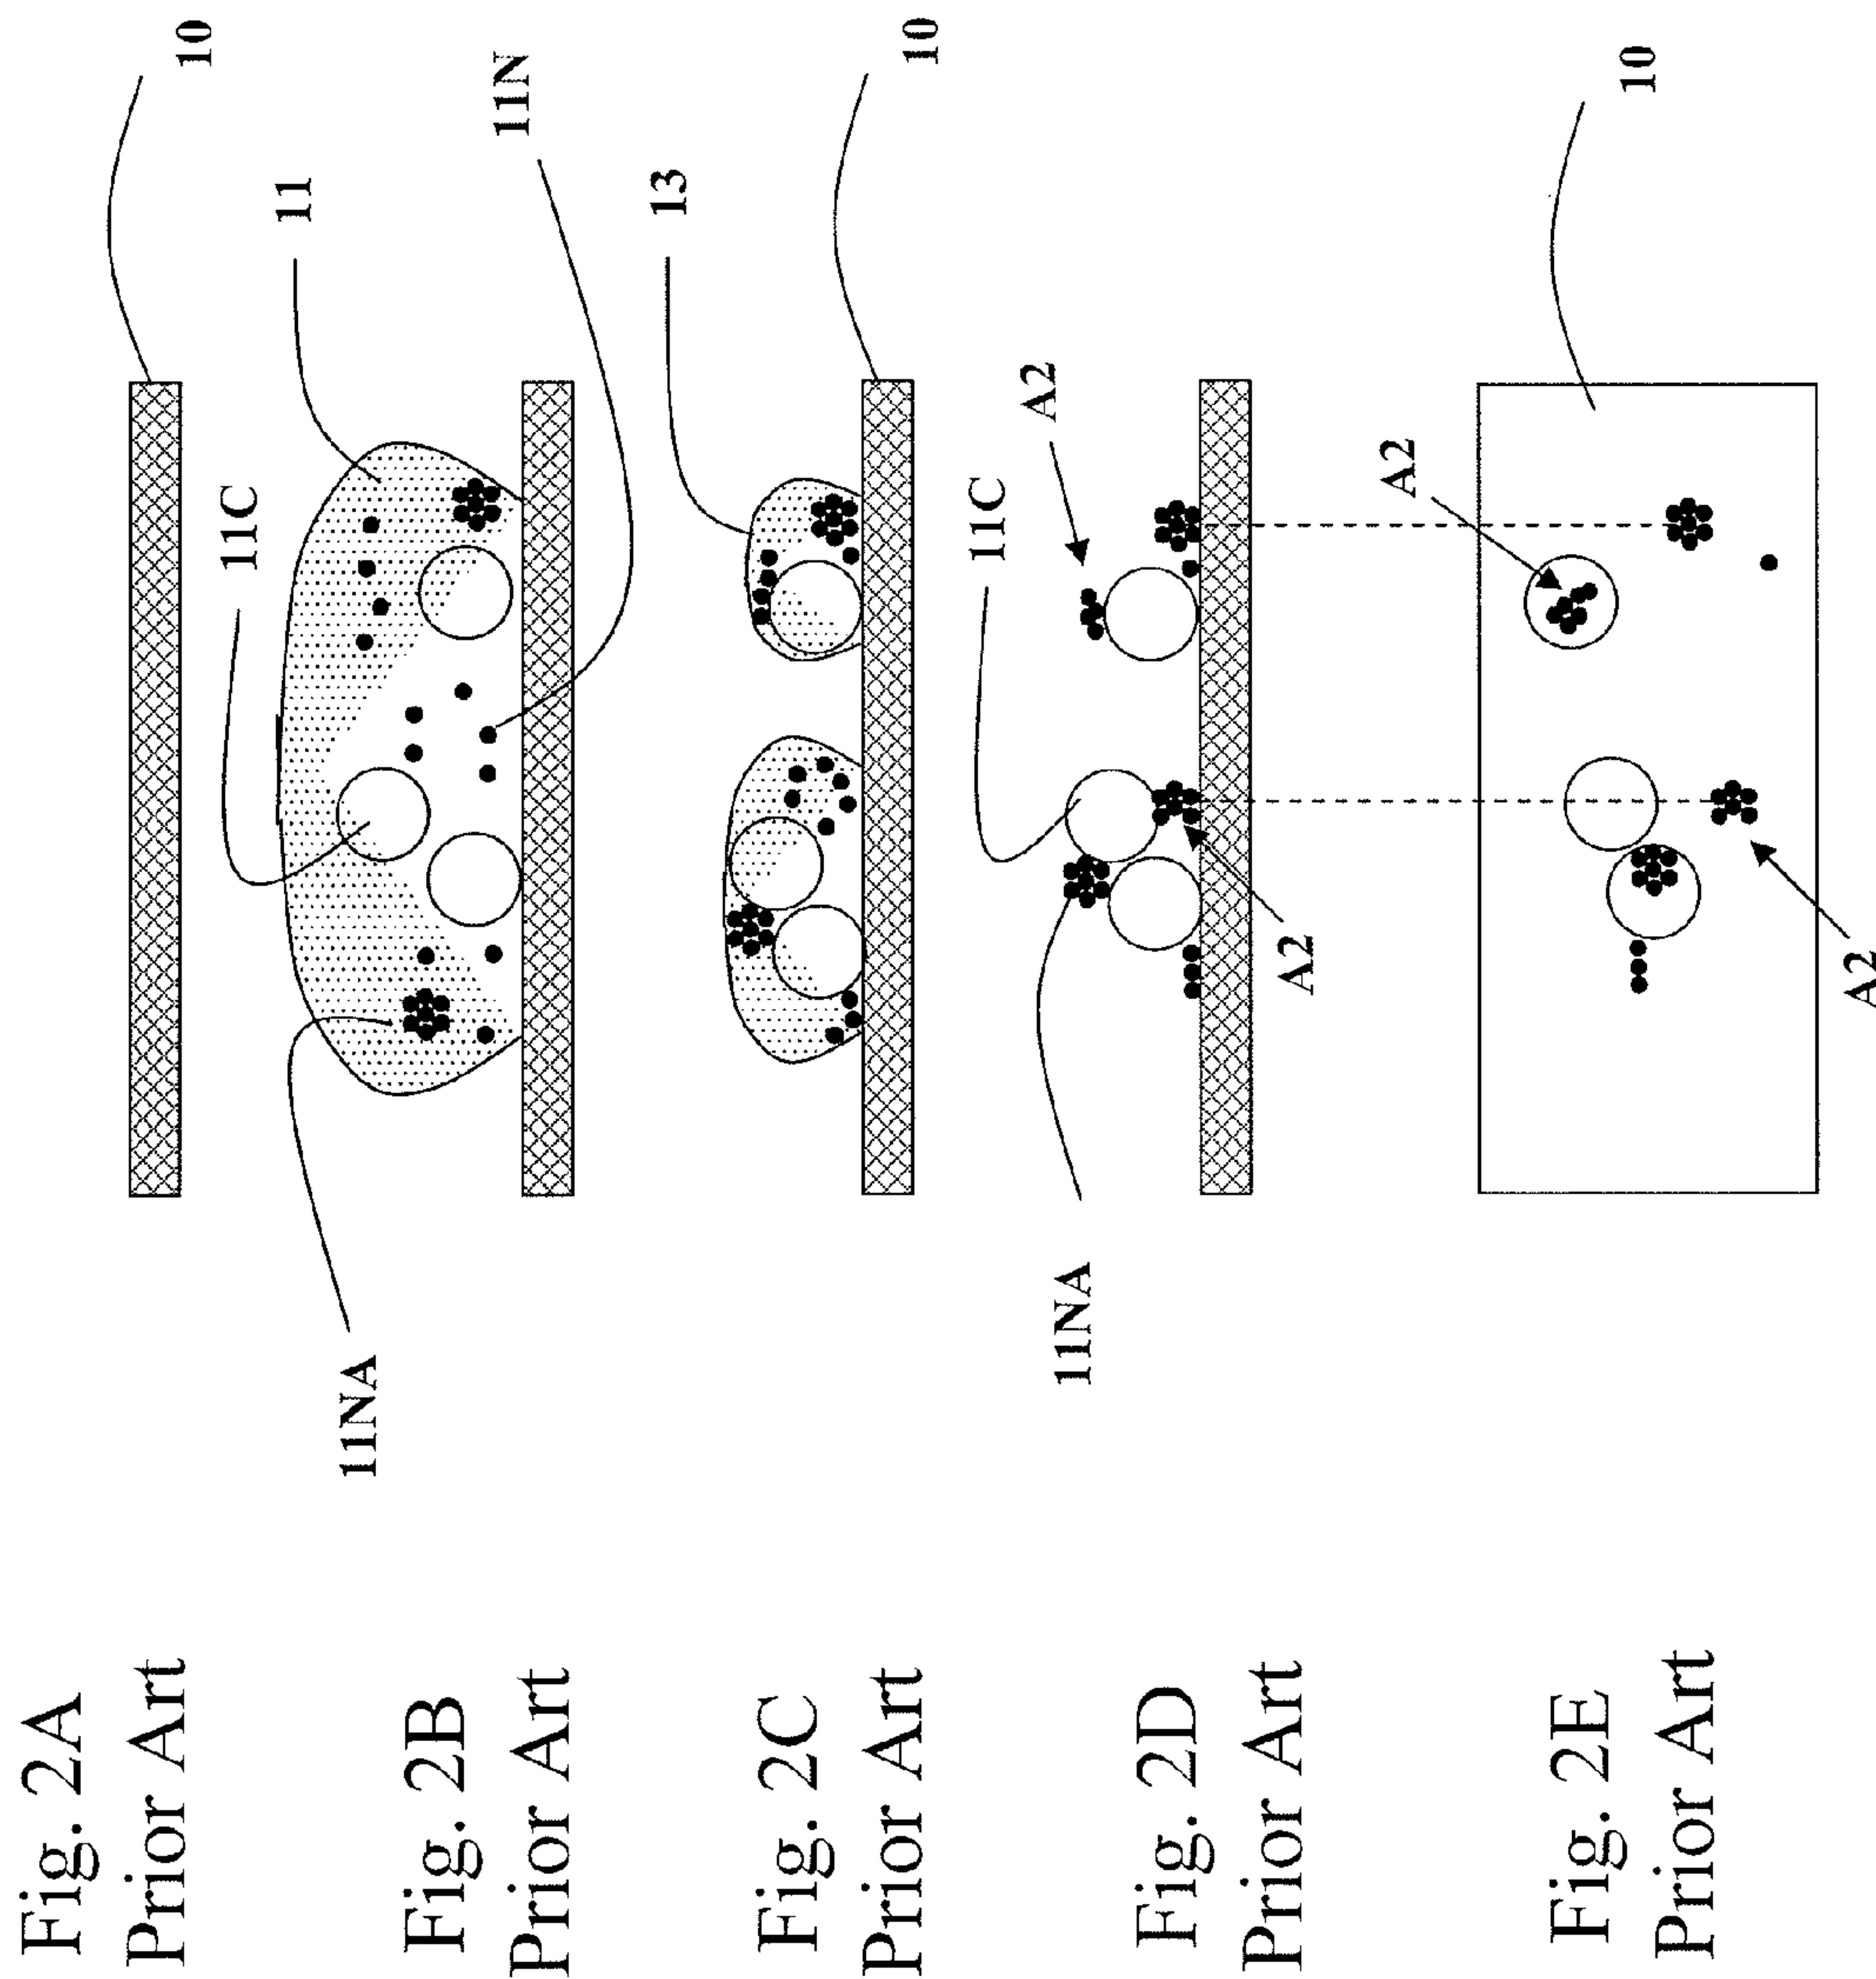 Fig. 2A
Prior Art
10
Fig. 2B
Prior Art
11NA
11C
11
11N
Fig. 2C
Prior Art
13
10
Fig. 2D
Prior Art
11NA
11C
A2
A2
Fig. 2E
Prior Art
A2
10
A2